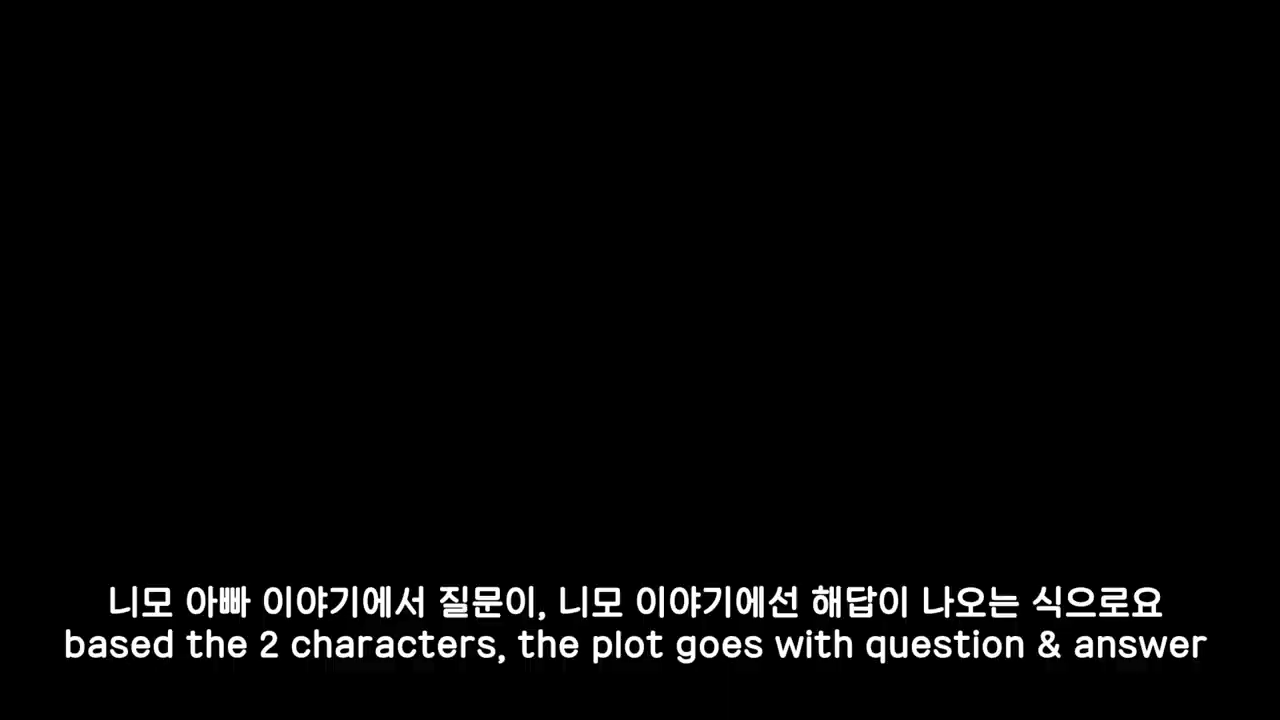 니모 아빠 이야기에서 질문이, 니모 이야기에선 해답이 나오는 식으로요
based the 2 characters, the plot goes with question & answer